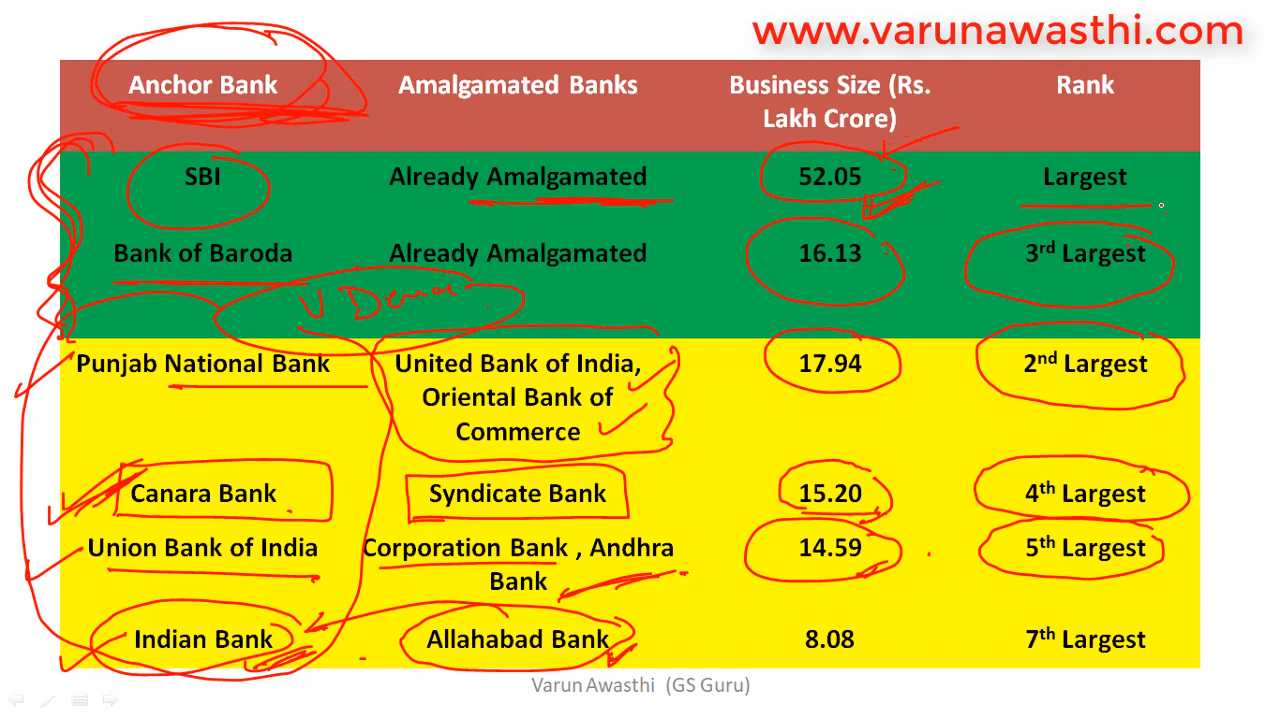 www.varunawasthi.com
Anchor Bank Amalgamated Banks Business Size (Rs. Rank
Lakh Crore)
SBI Already Amalgamated 52.05 Largest
Bank of Baroda Already Amalgamated 16.13 3rd Largest
V
Punjab National Bank United Bank of India, 17.94 2nd Largest
Oriental Bank of
Commerce
Canara Bank Syndicate Bank 15.20 4th Largest
Union Bank of India Corporation Bank , Andhra 14.59 5th Largest
Bank
Indian Bank Allahabad Bank 8.08 7th Largest
Varun Awasthi (GS Guru)